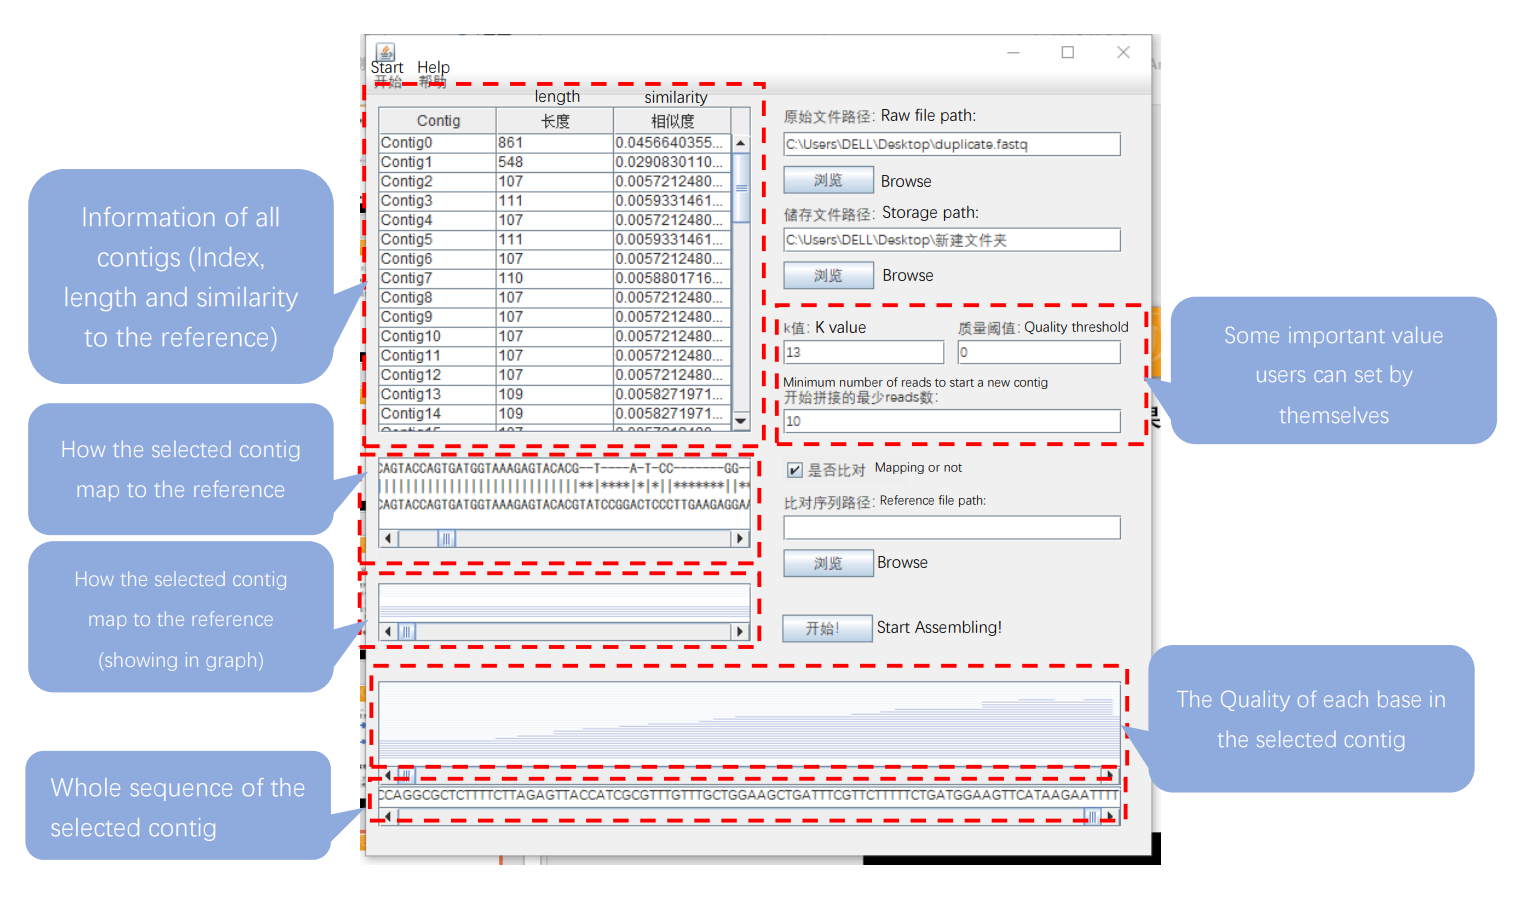 Start Help
开始 帮助
length similarity
Contig 长度 相似度
Contig0 861 0.0456640355...
Contig1 548 0.0290830110...
Contig2 107 0.0057212480...
Contig3 111 0.0059331461...
Contig4 107 0.0057212480...
Contig5 111 0.0059331461...
Contig6 107 0.0057212480...
Contig7 110 0.0058801716...
Contig8 107 0.0057212480...
Contig9 107 0.0057212480...
Contig10 107 0.0057212480...
Contig11 107 0.0057212480...
Contig12 107 0.0057212480...
Contig13 109 0.0058271971...
Contig14 109 0.0058271971...
Contig15 107 0.0057212480...
CAGTACCAGTGATGGTAAAGAGTACACG--T----A-T-CC-------GG-
||||||||||||||||||||||||||||**|****|*|*||*******||*
CAGTACCAGTGATGGTAAAGAGTACACGTATCCGGACTCCCTTGAAGAGGAA
CCAGGCGCTCTTTTCTTAGAGTTACCATCGCGTTTGTTTGCTGGAAGCTGATTTCGTTCTTTTTCTGATGGAAGTTCATAAGAATTTT
原始文件路径: Raw file path:
C:\Users\DELL\Desktop\duplicate.fastq
浏览 Browse
储存文件路径: Storage path:
C:\Users\DELL\Desktop\新建文件夹
浏览 Browse
k值: K value 质量阈值: Quality threshold
13 0
Minimum number of reads to start a new contig
开始拼接的最少reads数:
10
是否比对 Mapping or not
比对序列路径: Reference file path:
浏览 Browse
开始! Start Assembling!
Information of all
contigs (Index,
length and similarity
to the reference)
How the selected contig
map to the reference
How the selected contig
map to the reference
(showing in graph)
Whole sequence of the
selected contig
Some important value
users can set by
themselves
The Quality of each base in
the selected contig